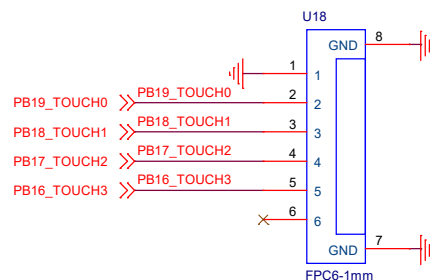 U18
GND 8
1 1
PB19_TOUCH0 PB19_TOUCH0 2 2
PB18_TOUCH1 PB18_TOUCH1 3 3
PB17_TOUCH2 PB17_TOUCH2 4 4
PB16_TOUCH3 PB16_TOUCH3 5 5
6 6
GND 7
FPC6-1mm